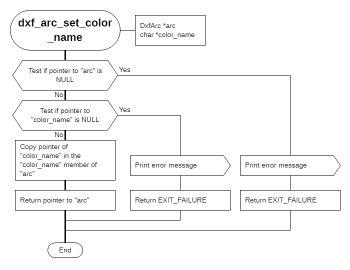 dxf_arc_set_color
_name
DxfArc *arc
char *color_name
Test if pointer to "arc" is
NULL
Yes
No
Test if pointer to
"color_name" is NULL
Yes
No
Copy pointer of
"color_name" in the
"color_name" member of
"arc"
Print error message
Print error message
Return pointer to "arc"
Return EXIT_FAILURE
Return EXIT_FAILURE
End